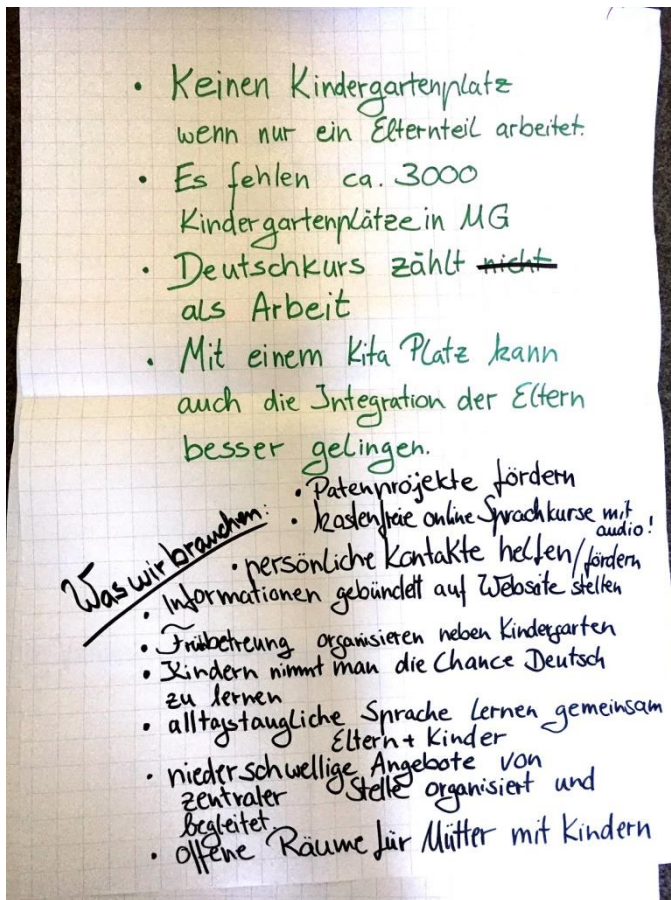 • Keinen Kindergartenplatz
wenn nur ein Elternteil arbeitet.
• Es fehlen ca. 3000
Kindergartenplätze in MG
• Deutschkurs zählt nicht
als Arbeit
• Mit einem Kita Platz kann
auch die Integration der Eltern
besser gelingen.
Was wir brauchen:
• Patenprojekte fördern
• kostenfreie online Sprachkurse mit
audio!
• persönliche Kontakte helfen/fördern
• Informationen gebündelt auf Website stellen
• Frühbetreung organisieren neben Kindergarten
• Kindern nimmt man die Chance Deutsch
zu lernen
• alltagstaugliche Sprache Lernen gemeinsam
Eltern + Kinder
• niederschwellige Angebote von
zentraler Stelle organisiert und
begleitet
• offene Räume für Mütter mit Kindern